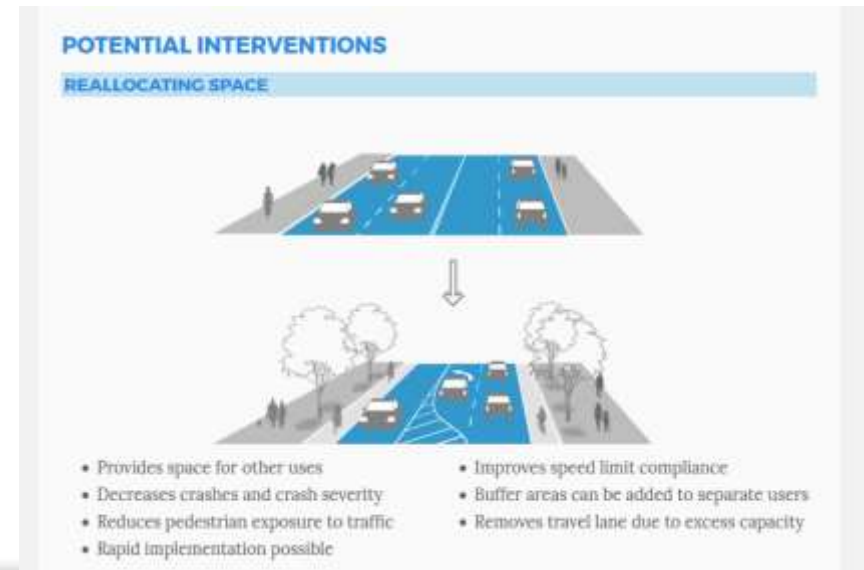 POTENTIAL INTERVENTIONS
REALLOCATING SPACE
• Provides space for other uses
• Decreases crashes and crash severity
• Reduces pedestrian exposure to traffic
• Rapid implementation possible
• Improves speed limit compliance
• Buffer areas can be added to separate users
• Removes travel lane due to excess capacity